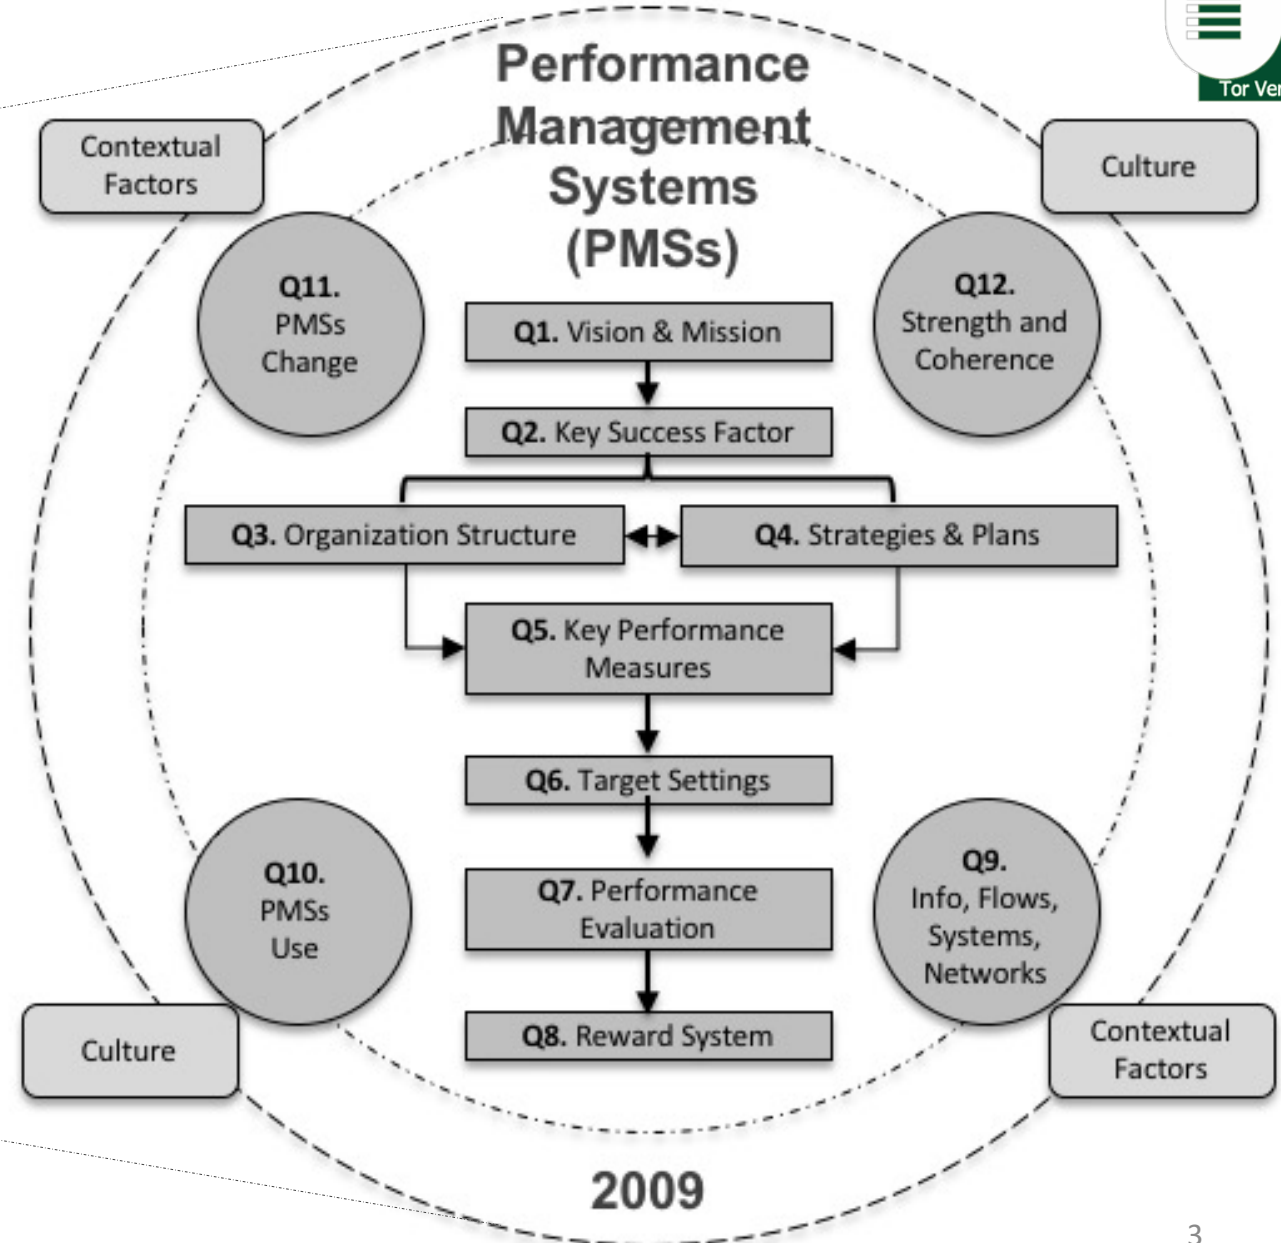 Performance
Management
Systems
(PMSs)
Tor Ver
Contextual
Factors
Culture
Q11.
PMSs
Change
Q12.
Strength and
Coherence
Q1. Vision & Mission
Q2. Key Success Factor
Q3. Organization Structure
Q4. Strategies & Plans
Q5. Key Performance
Measures
Q6. Target Settings
Q7. Performance
Evaluation
Q8. Reward System
Q10.
PMSs
Use
Q9.
Info, Flows,
Systems,
Networks
Culture
Contextual
Factors
2009
3